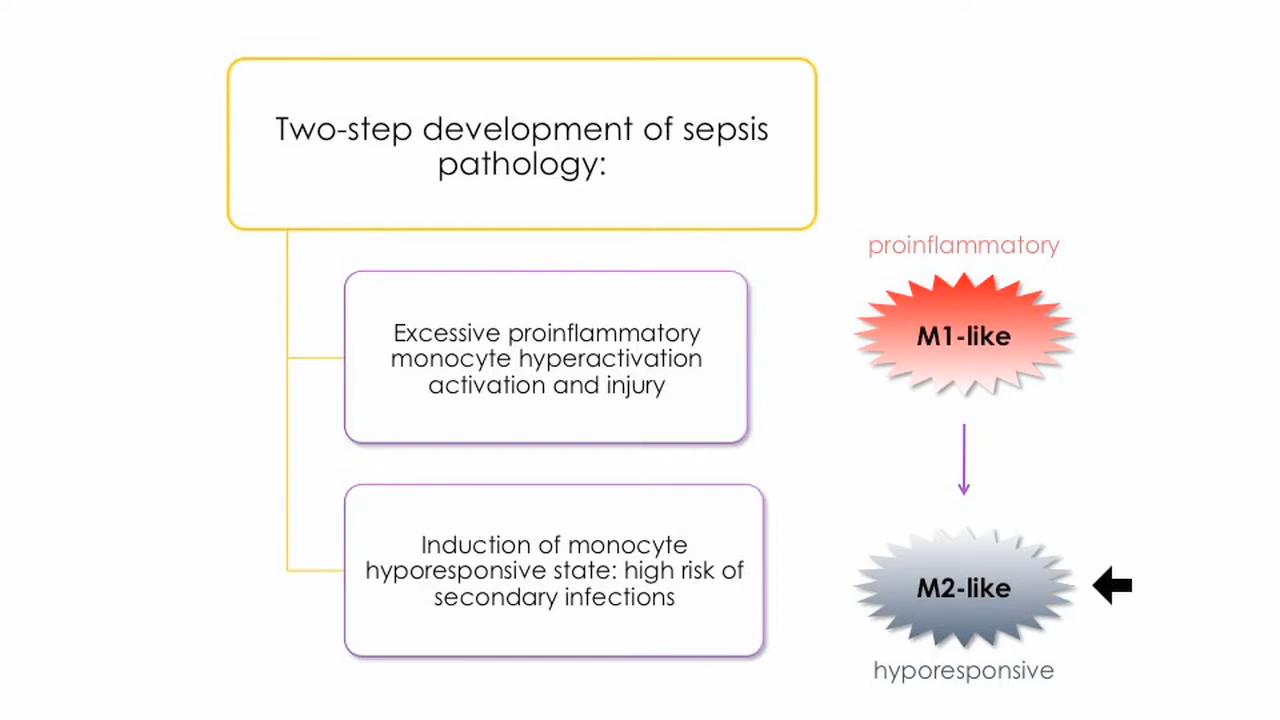 Two-step development of sepsis
pathology:
proinflammatory
Excessive proinflammatory
monocyte hyperactivation
activation and injury
M1-like
Induction of monocyte
hyporesponsive state: high risk of
secondary infections
M2-like
hyporesponsive